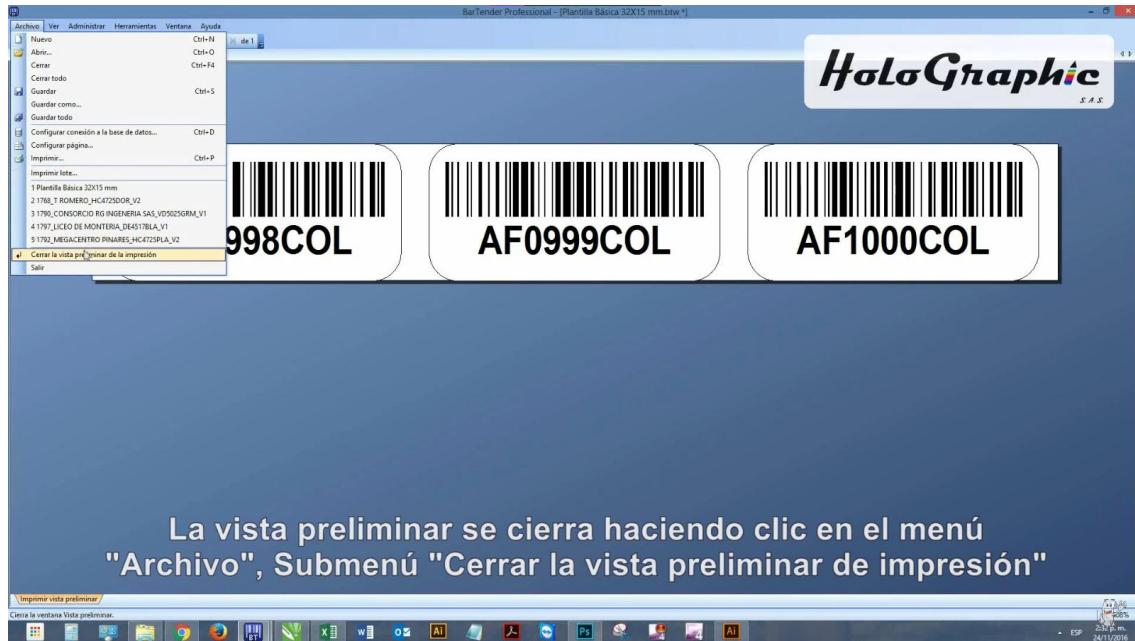 BarTender Professional - [Plantilla Básica 32X15 mm.btw *]
Archivo Ver Administrar Herramientas Ventana Ayuda
de 1
Nuevo Ctrl+N
Abrir... Ctrl+O
Cerrar Ctrl+F4
Cerrar todo
Guardar Ctrl+S
Guardar como...
Guardar todo
Configurar conexión a la base de datos... Ctrl+D
Configurar página...
Imprimir... Ctrl+P
Imprimir lote...
1 Plantilla Básica 32X15 mm
2 1768_T ROMERO_HC4725DOR_V2
3 1790_CONSORCIO RG INGENERIA SAS_VD5025GRM_V1
4 1797_LICEO DE MONTERIA_DE4517BLA_V1
5 1792_MEGACENTRO PINARES_HC4725PLA_V2
Cerrar la vista preliminar de la impresión
Salir
HoloGraphic
S.A.S.
998COL AF0999COL AF1000COL
La vista preliminar se cierra haciendo clic en el menú
"Archivo", Submenú "Cerrar la vista preliminar de impresión"
Imprimir vista preliminar
Cierra la ventana Vista preliminar.
ESP
2:32 p. m.
24/11/2016